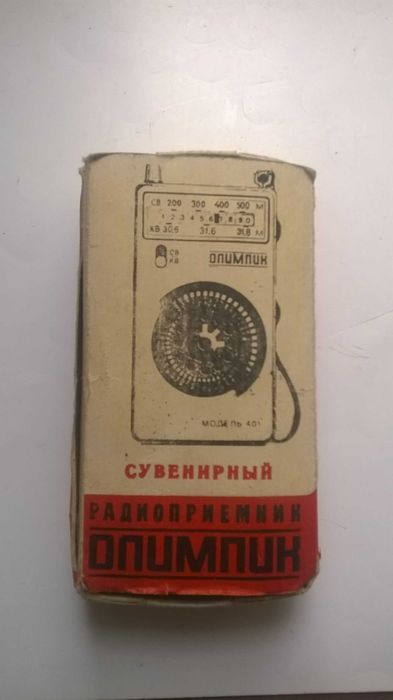 СВ 200 300 400 500 М
1 2 3 4 5 6 7 8 9 0
КВ 30,6 31,6 31,8 М
СВ
КВ
ОЛИМПИК
МОДЕЛЬ 401
СУВЕНИРНЫЙ
РАДИОПРИЕМНИК
ОЛИМПИК